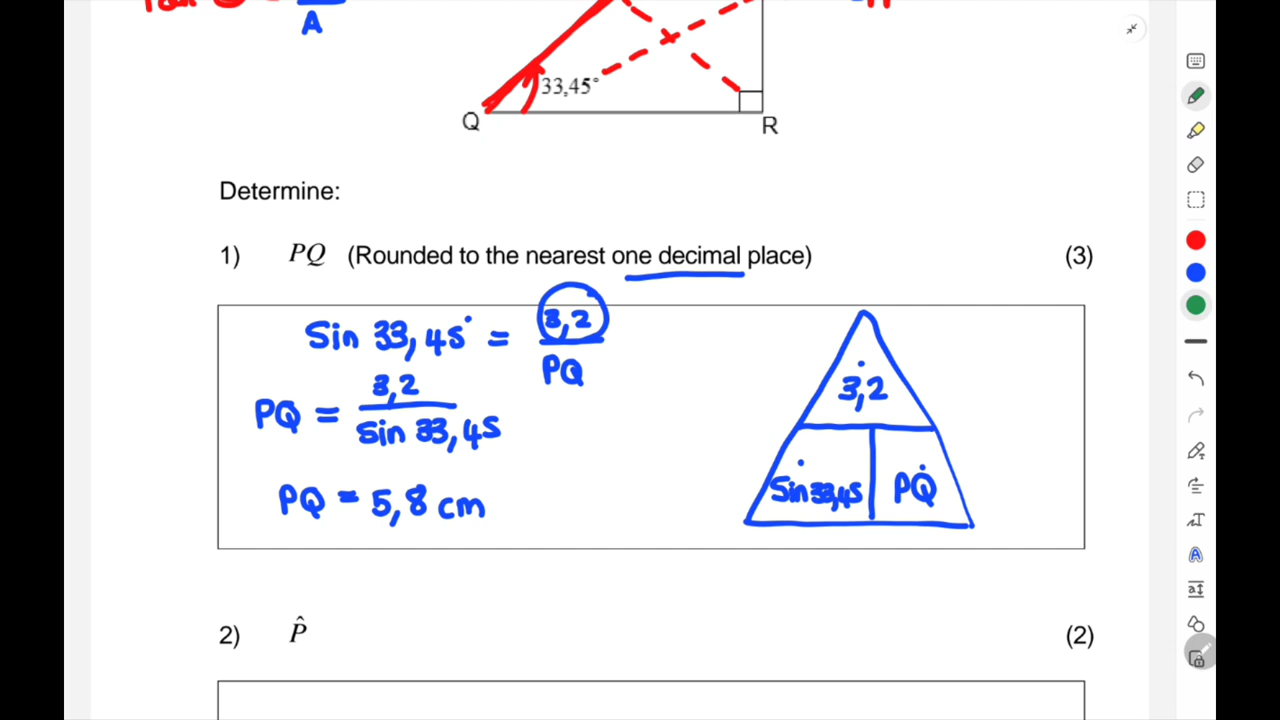 A
33,45°
Q
R
Determine:
1) PQ (Rounded to the nearest one decimal place) (3)
Sin 33,45° = 3,2
PQ
PQ = 3,2
Sin 33,45
PQ = 5,8 cm
3,2
Sin 33,45 PQ
2) P̂ (2)